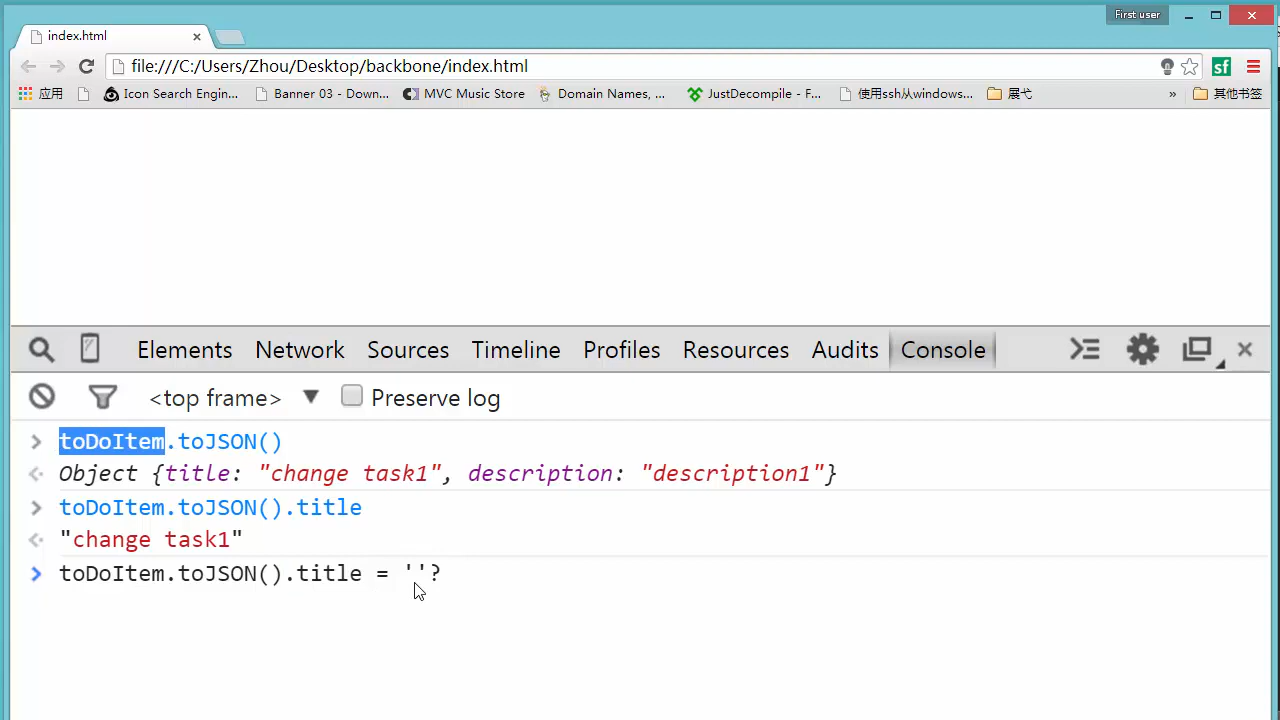 First user
index.html
file:///C:/Users/Zhou/Desktop/backbone/index.html
应用 Icon Search Engin... Banner 03 - Down... MVC Music Store Domain Names, ... JustDecompile - F... 使用ssh从windows... 展弋 » 其他书签
sf
Elements Network Sources Timeline Profiles Resources Audits Console
<top frame> ▼ Preserve log
> toDoItem.toJSON()
Object {title: "change task1", description: "description1"}
> toDoItem.toJSON().title
"change task1"
> toDoItem.toJSON().title = ''?